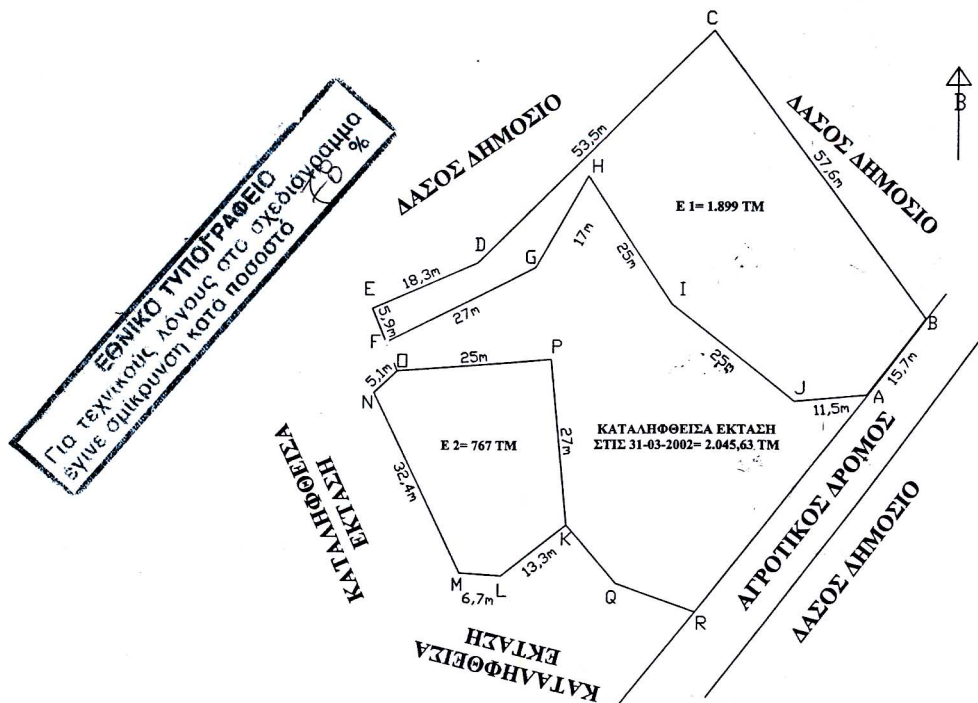 C
B
ΔΑΣΟΣ ΔΗΜΟΣΙΟ
53,5m
57,6m
ΔΑΣΟΣ ΔΗΜΟΣΙΟ
ΕΘΝΙΚΟ ΤΥΠΟΓΡΑΦΕΙΟ
Για τεχνικούς λόγους στο σχεδιάγραμμα
έγινε σμίκρυνση κατά ποσοστό %
H
E 1= 1.899 TM
17m
25m
D
G
18,3m
E
5,9m
27m
F
I
B
25m
15,7m
J
A
11,5m
O
25m
P
5,1m
N
E 2= 767 TM
27m
32,4m
ΚΑΤΑΛΗΦΘΕΙΣΑ ΕΚΤΑΣΗ
ΣΤΙΣ 31-03-2002= 2.045,63 ΤΜ
ΚΑΤΑΛΗΦΘΕΙΣΑ
ΕΚΤΑΣΗ
K
13,3m
M
L
6,7m
Q
R
ΑΓΡΟΤΙΚΟΣ ΔΡΟΜΟΣ
ΔΑΣΟΣ ΔΗΜΟΣΙΟ
ΚΑΤΑΛΗΦΘΕΙΣΑ
ΕΚΤΑΣΗ